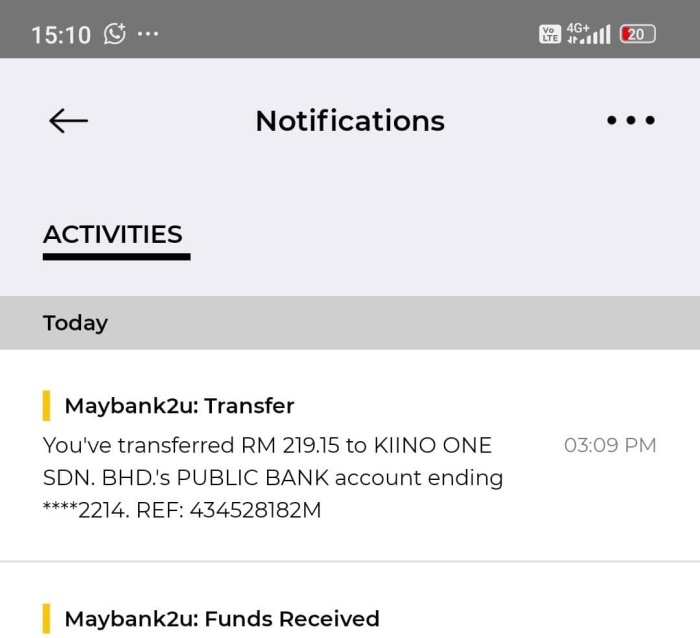 15:10
Vo LTE 4G+ 20
Notifications
ACTIVITIES
Today
Maybank2u: Transfer
You've transferred RM 219.15 to KIINO ONE
03:09 PM
SDN. BHD.'s PUBLIC BANK account ending
****2214. REF: 434528182M
Maybank2u: Funds Received